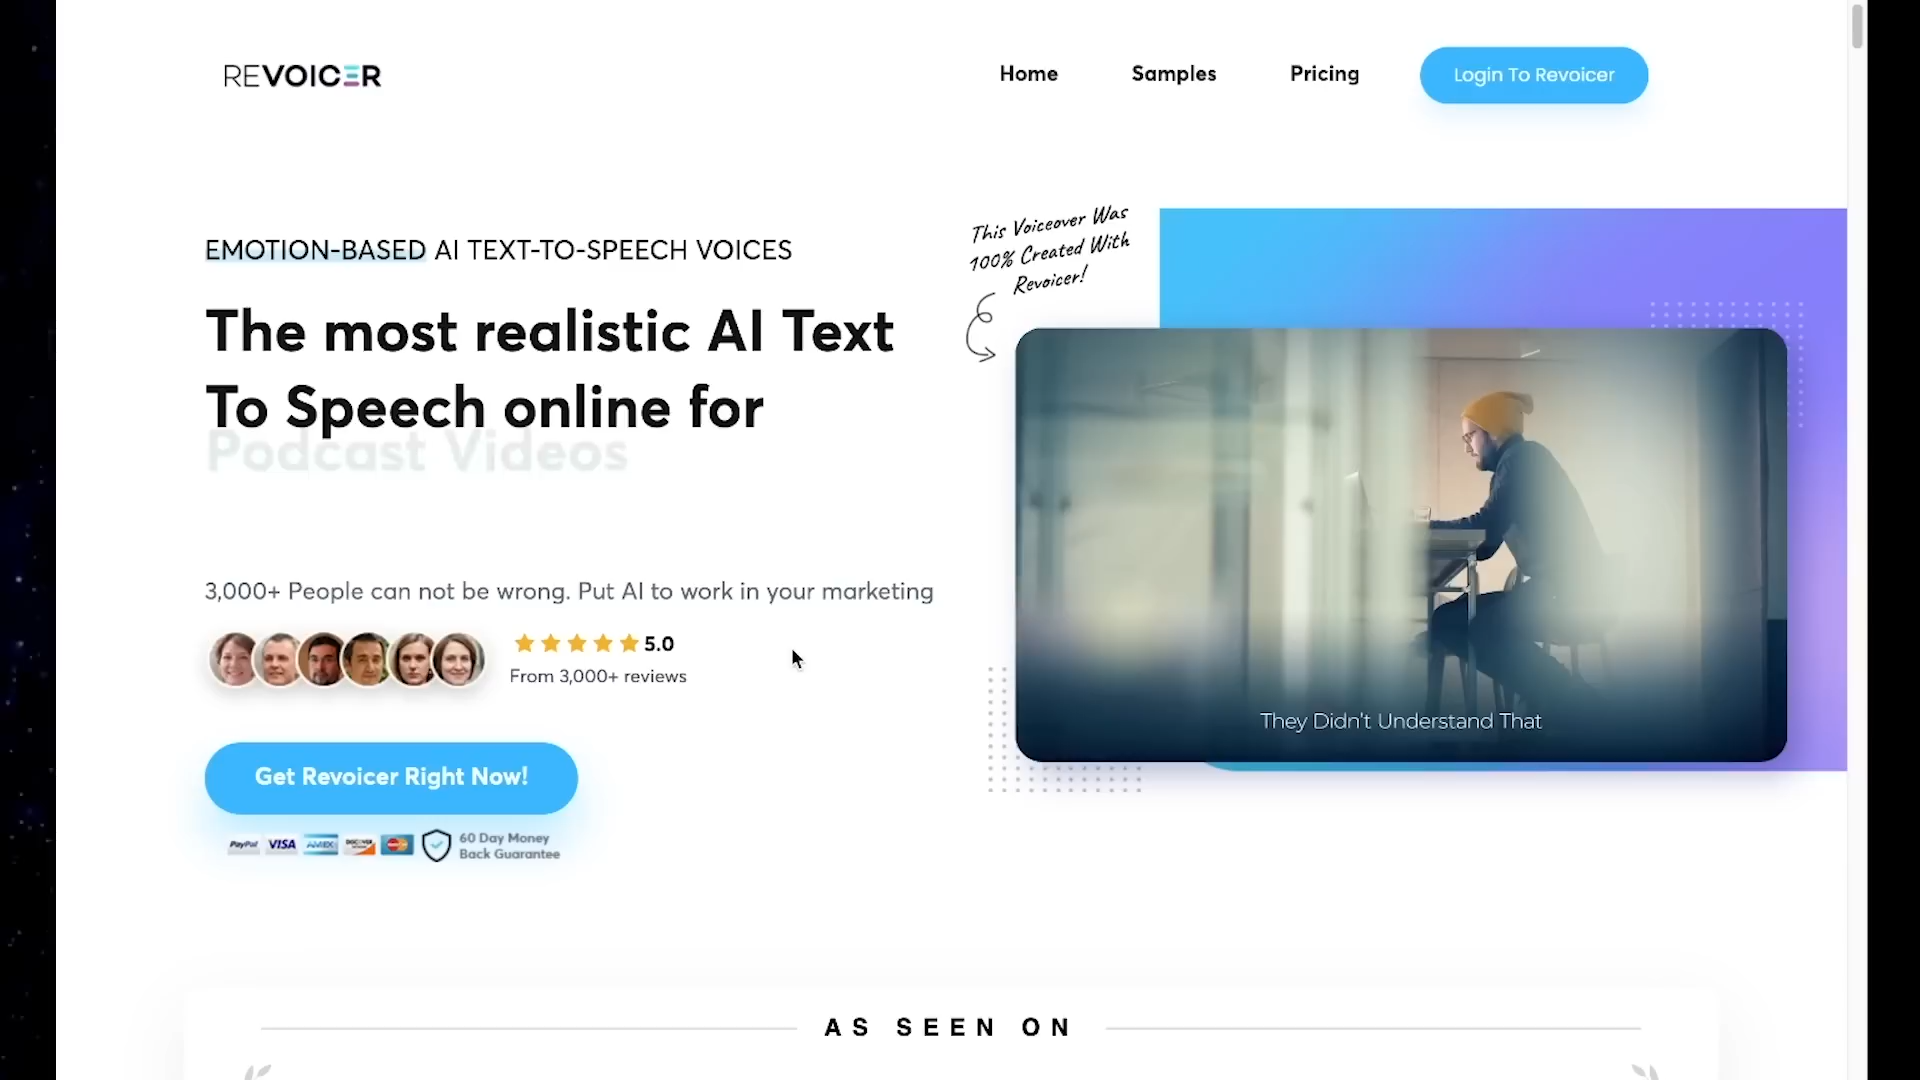 REVOICER
Home
Samples
Pricing
Login To Revoicer
EMOTION-BASED AI TEXT-TO-SPEECH VOICES
The most realistic AI Text
To Speech online for
Podcast Videos
3,000+ People can not be wrong. Put AI to work in your marketing
5.0
From 3,000+ reviews
Get Revoicer Right Now!
PayPal VISA AMEX DISCOVER MasterCard
60 Day Money
Back Guarantee
This Voiceover Was
100% Created With
Revoicer!
They Didn't Understand That
AS SEEN ON